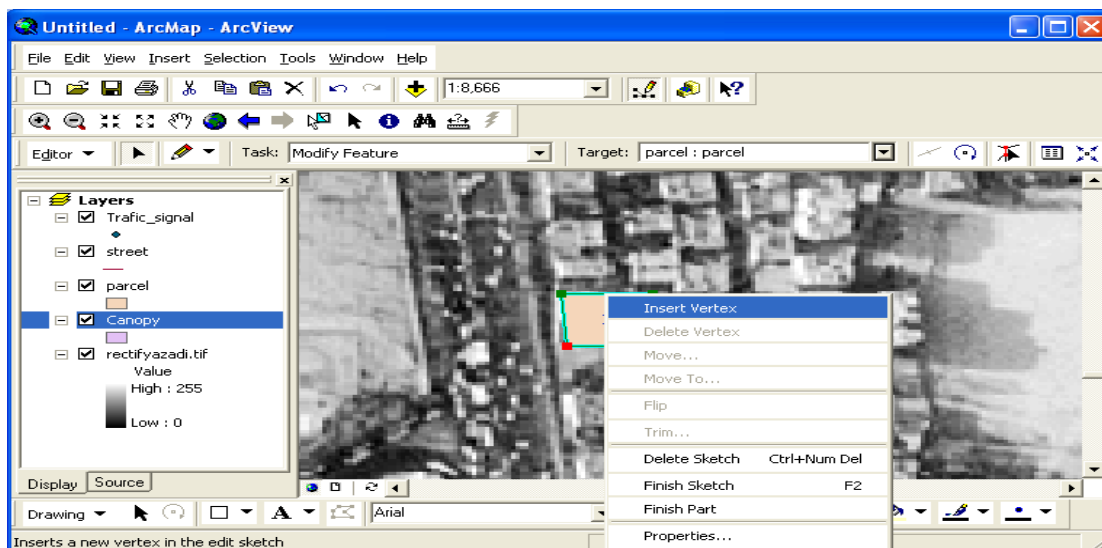 Untitled - ArcMap - ArcView
File Edit View Insert Selection Tools Window Help
1:8,666
Editor Task: Modify Feature Target: parcel : parcel
Layers
Trafic_signal
street
parcel
Canopy
rectifyazadi.tif
Value
High : 255
Low : 0
Display Source
Insert Vertex
Delete Vertex
Move...
Move To...
Flip
Trim...
Delete Sketch Ctrl+Num Del
Finish Sketch F2
Finish Part
Properties...
Drawing A Arial
Inserts a new vertex in the edit sketch